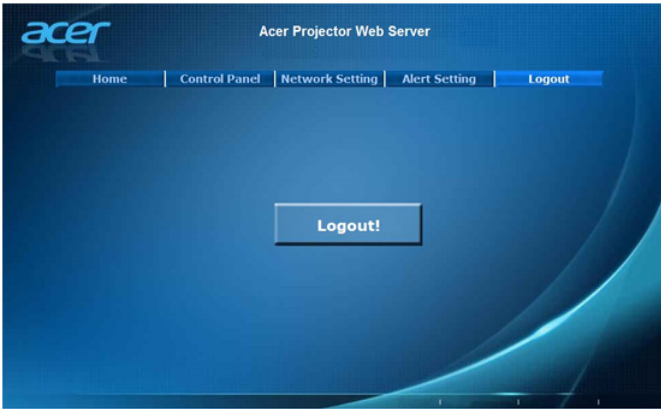 acer
Acer Projector Web Server
Home Control Panel Network Setting Alert Setting Logout
Logout!